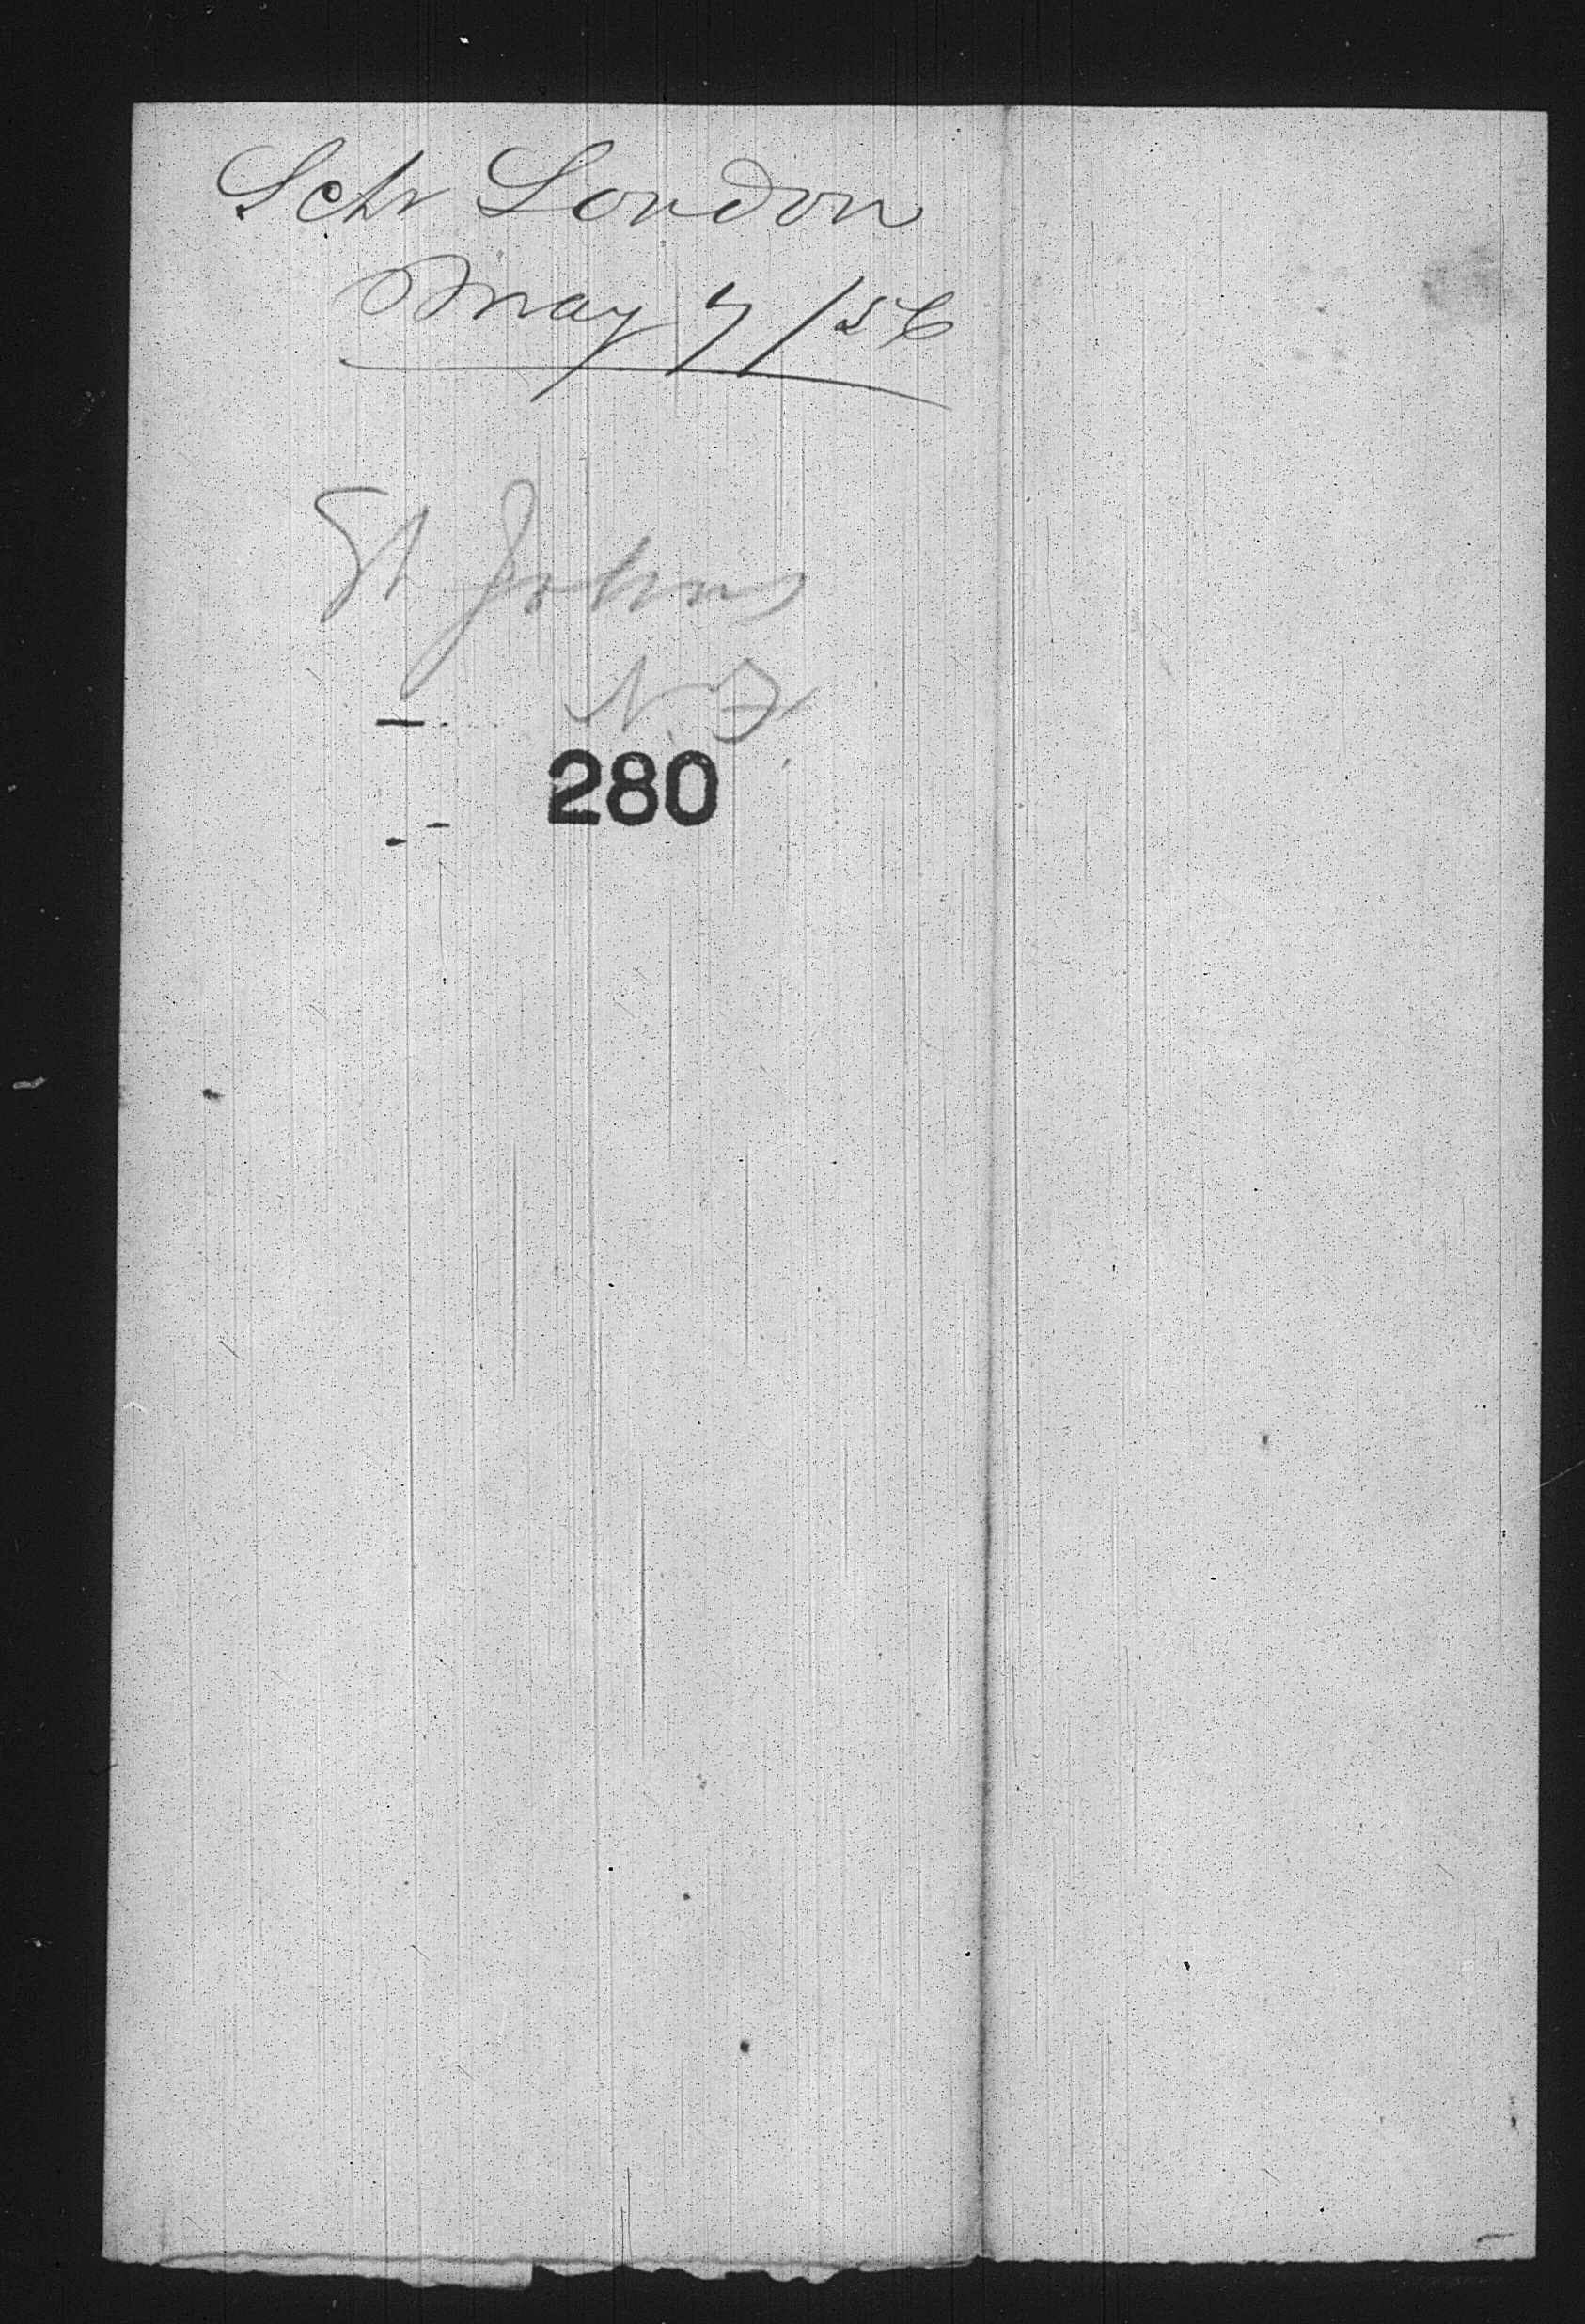 Schr London
May 7/56
St Johns
N.F
280